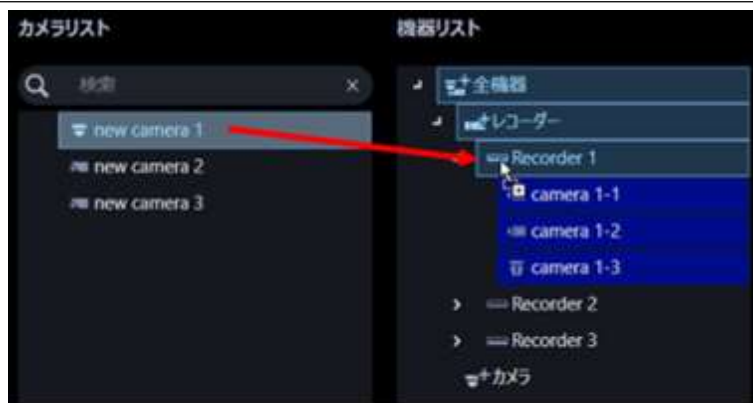 カメラリスト
検索
new camera 1
new camera 2
new camera 3
機器リスト
全機器
レコーダー
Recorder 1
camera 1-1
camera 1-2
camera 1-3
Recorder 2
Recorder 3
カメラ